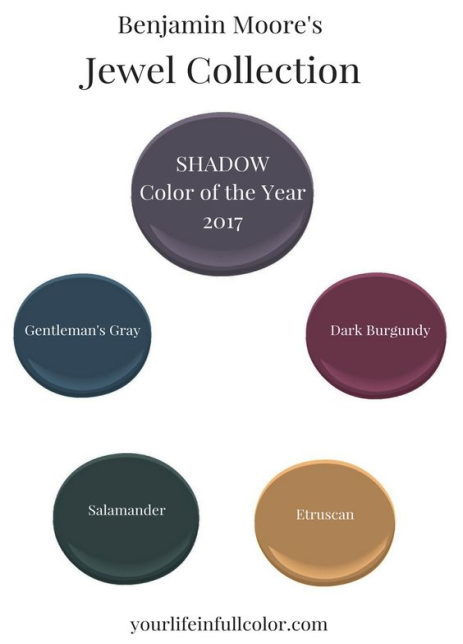 Benjamin Moore's
Jewel Collection
SHADOW
Color of the Year
2017
Gentleman's Gray
Dark Burgundy
Salamander
Etruscan
yourlifeinfullcolor.com